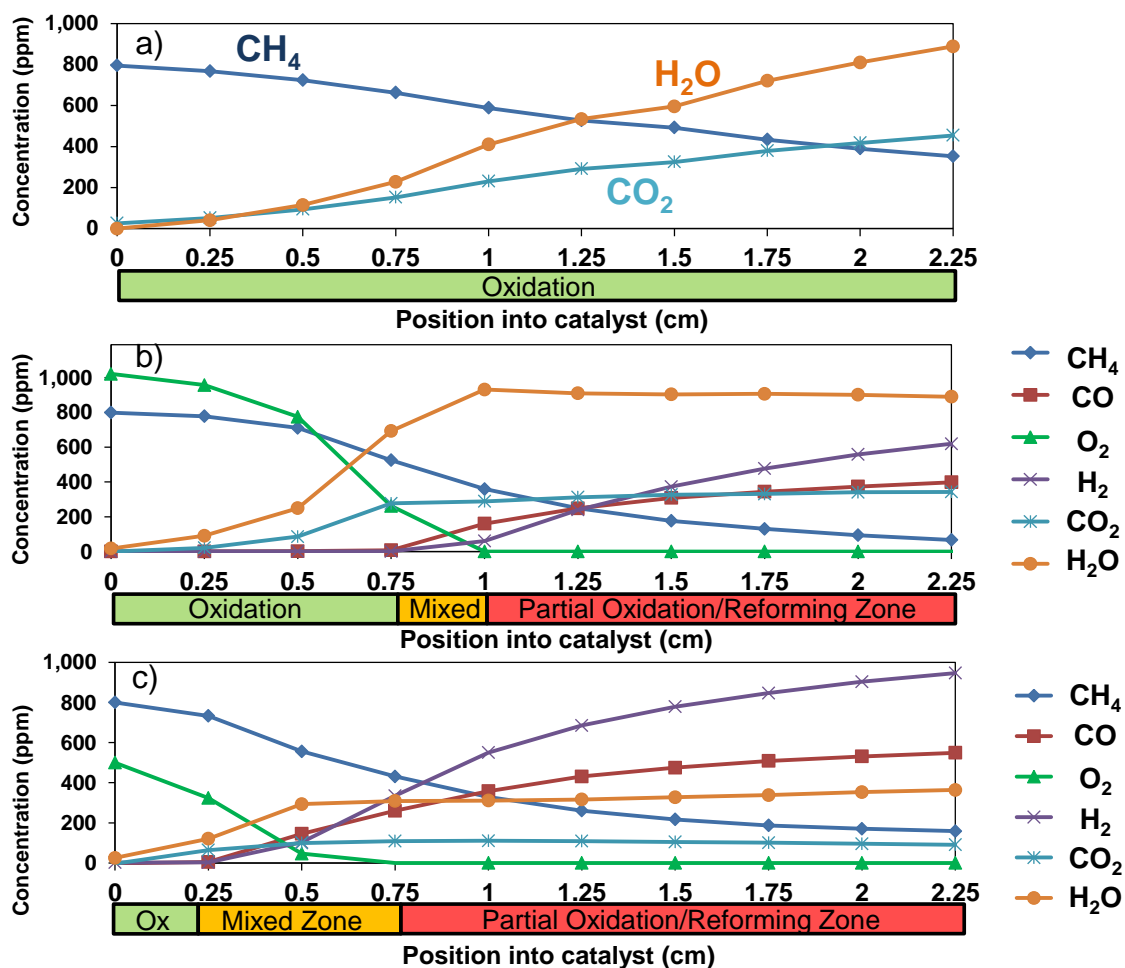 a)
CH4
H2O
CO2
Concentration (ppm)
1,000
800
600
400
200
0
0 0.25 0.5 0.75 1 1.25 1.5 1.75 2 2.25
Oxidation
Position into catalyst (cm)
b)
Concentration (ppm)
1,000
800
600
400
200
0
0 0.25 0.5 0.75 1 1.25 1.5 1.75 2 2.25
Oxidation Mixed Partial Oxidation/Reforming Zone
Position into catalyst (cm)
CH4
CO
O2
H2
CO2
H2O
c)
Concentration (ppm)
1,000
800
600
400
200
0
0 0.25 0.5 0.75 1 1.25 1.5 1.75 2 2.25
Ox Mixed Zone Partial Oxidation/Reforming Zone
Position into catalyst (cm)
CH4
CO
O2
H2
CO2
H2O